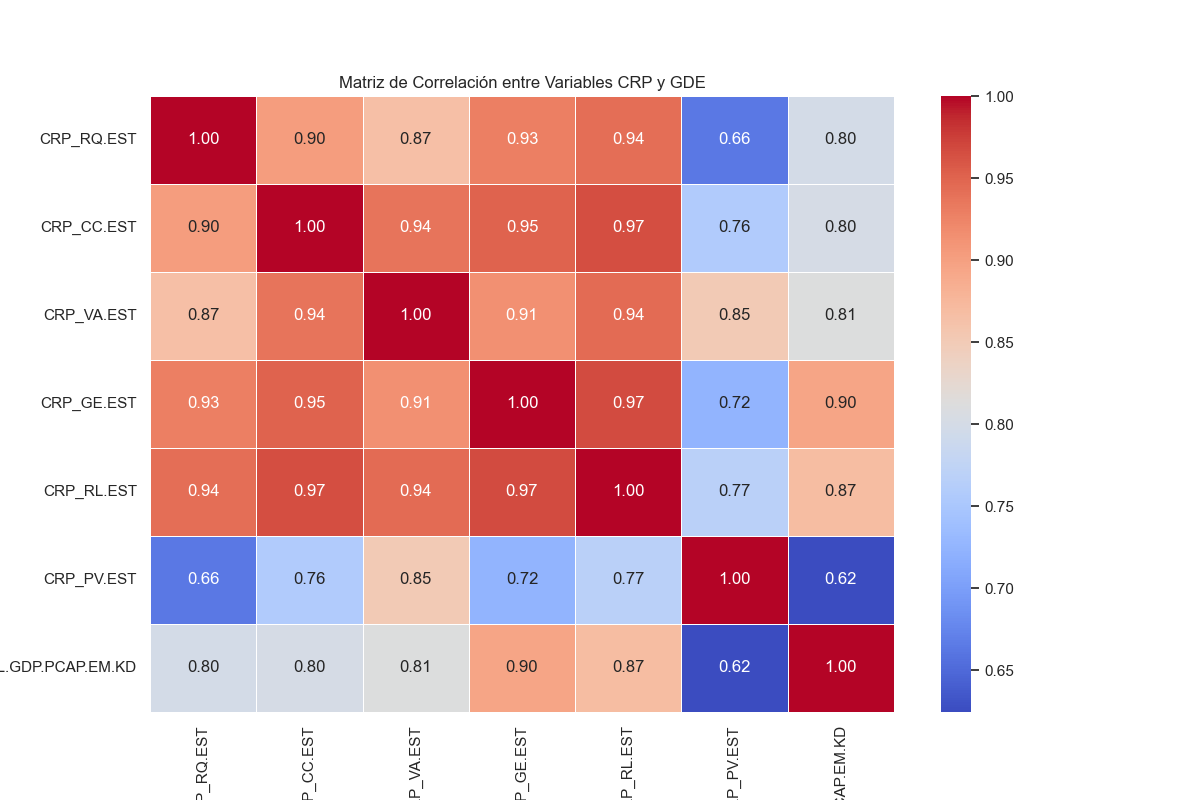 Matriz de Correlación entre Variables CRP y GDE
CRP_RQ.EST 1.00 0.90 0.87 0.93 0.94 0.66 0.80
CRP_CC.EST 0.90 1.00 0.94 0.95 0.97 0.76 0.80
CRP_VA.EST 0.87 0.94 1.00 0.91 0.94 0.85 0.81
CRP_GE.EST 0.93 0.95 0.91 1.00 0.97 0.72 0.90
CRP_RL.EST 0.94 0.97 0.94 0.97 1.00 0.77 0.87
CRP_PV.EST 0.66 0.76 0.85 0.72 0.77 1.00 0.62
L.GDP.PCAP.EM.KD 0.80 0.80 0.81 0.90 0.87 0.62 1.00
P_RQ.EST
P_CC.EST
P_VA.EST
P_GE.EST
P_RL.EST
P_PV.EST
CAP.EM.KD
1.00
0.95
0.90
0.85
0.80
0.75
0.70
0.65